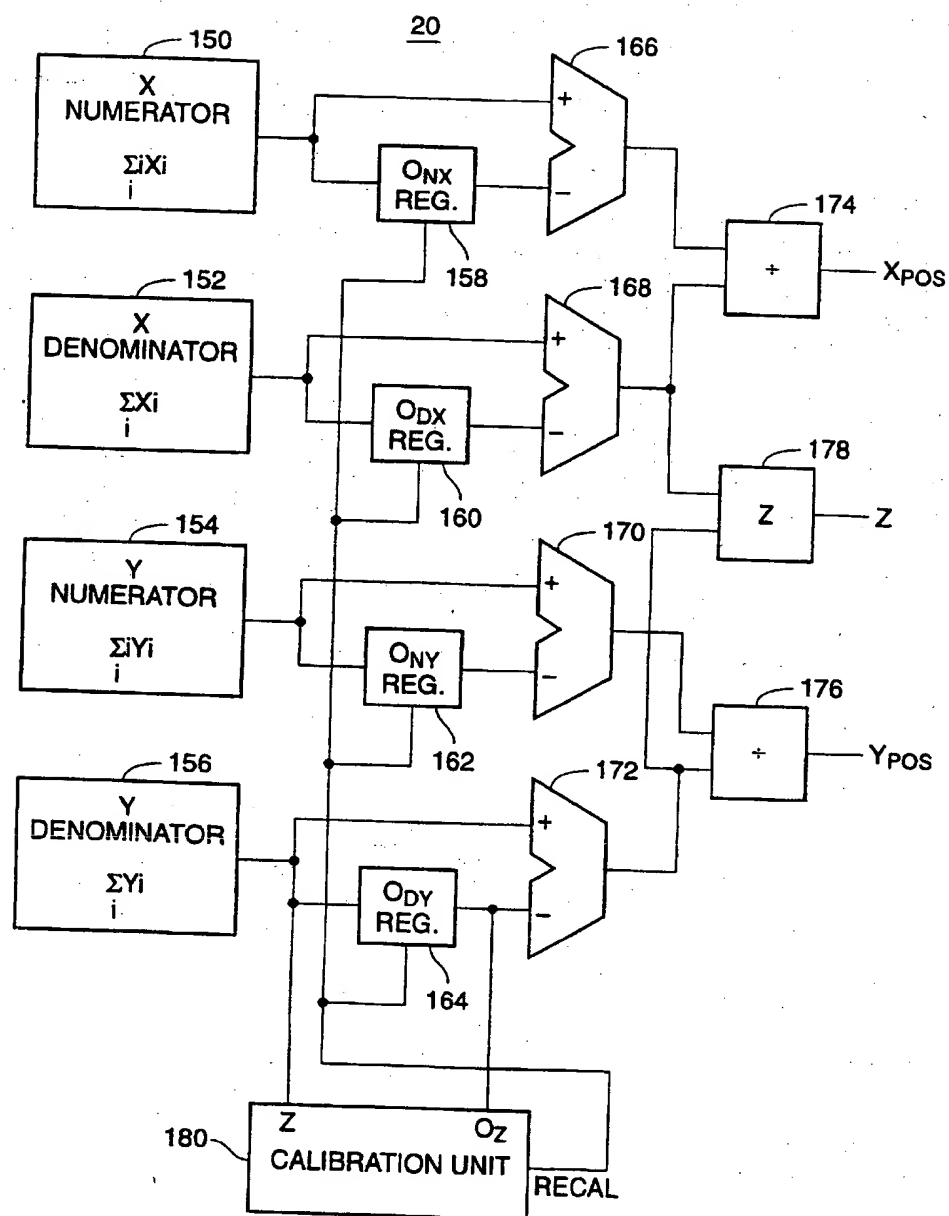 20
150
X
NUMERATOR
ΣiXi
i
166
+
−
ONX
REG.
158
174
÷
XPOS
152
X
DENOMINATOR
ΣXi
i
168
+
−
ODX
REG.
160
178
Z
Z
154
Y
NUMERATOR
ΣiYi
i
170
+
−
ONY
REG.
162
176
÷
YPOS
156
Y
DENOMINATOR
ΣYi
i
172
+
−
ODY
REG.
164
Z
OZ
180
CALIBRATION UNIT
RECAL